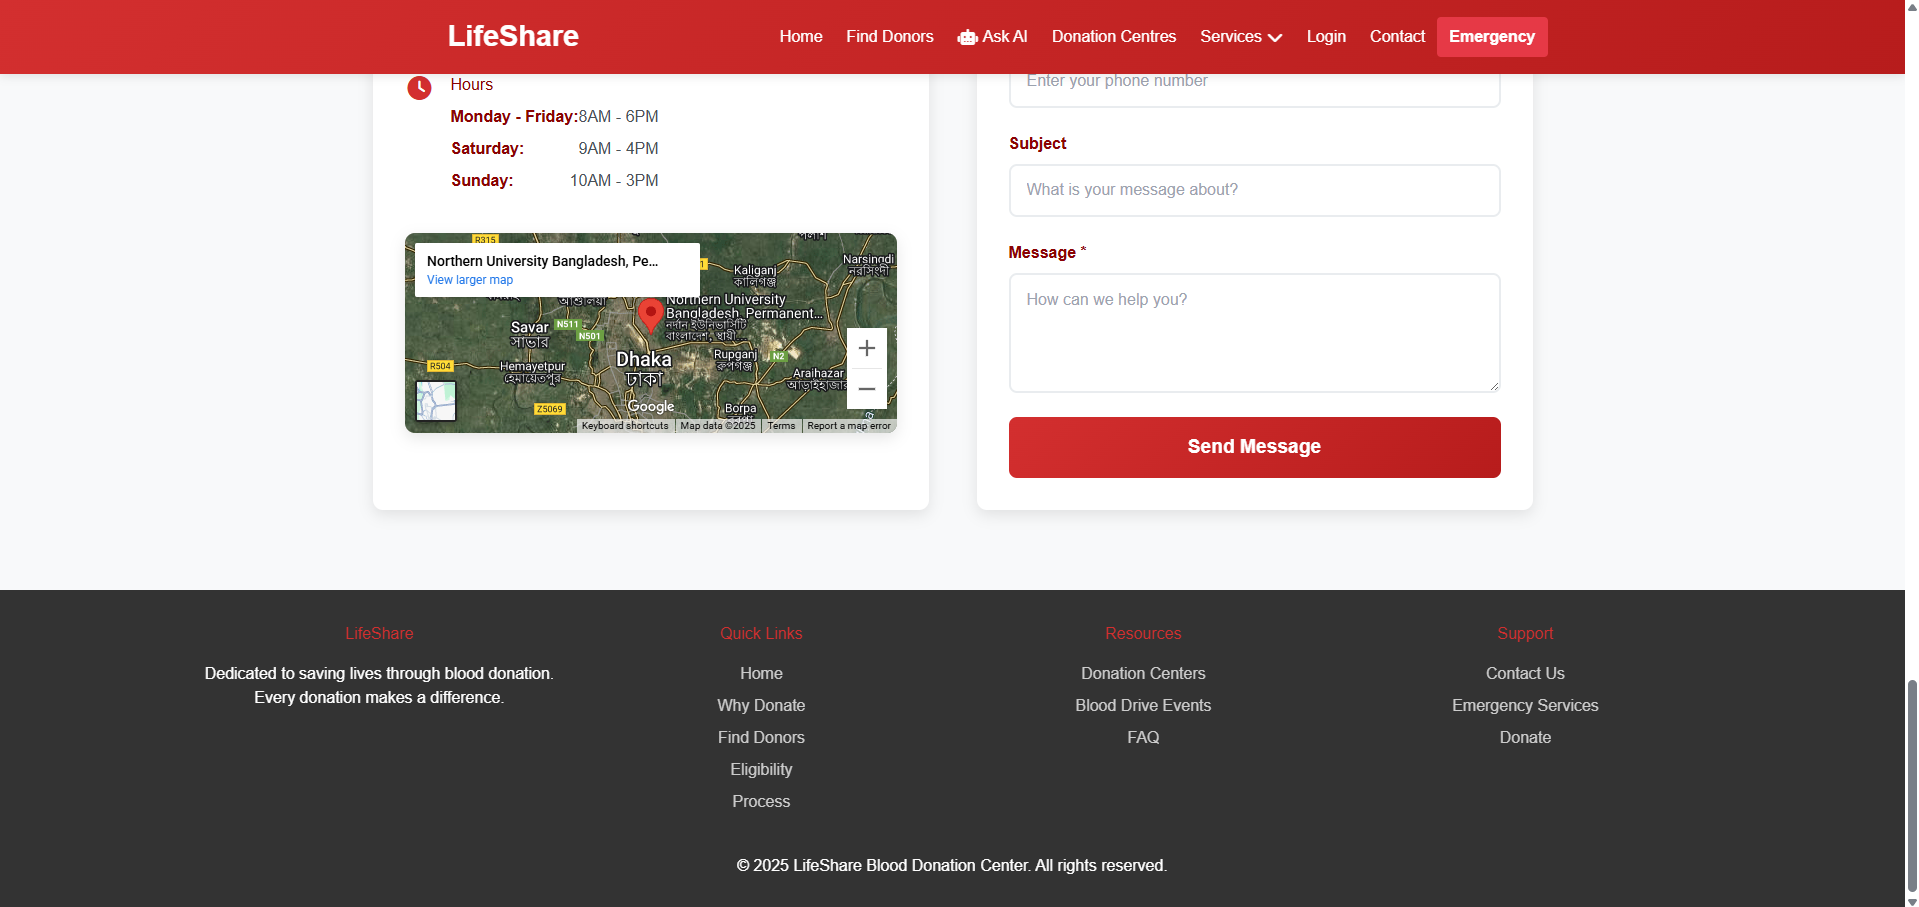 LifeShare
Home
Find Donors
Ask AI
Donation Centres
Services
Login
Contact
Emergency
Hours
Monday - Friday:8AM - 6PM
Saturday: 9AM - 4PM
Sunday: 10AM - 3PM
R315
Northern University Bangladesh, Pe...
View larger map
1
Kaliganj
কালিগঞ্জ
Narsingdi
নরসিংদী
Northern University
Bangladesh, Permanent...
নর্দান ইউনিভার্সিটি
বাংলাদেশ, স্থায়ী...
Savar
সাভার
N511
N501
Dhaka
ঢাকা
Rupganj
রুপগঞ্জ
N2
R504
Hemayetpur
হেমায়েতপুর
Araihazar
Z5069
Google
Borpa
Keyboard shortcuts
Map data ©2025
Terms
Report a map error
Enter your phone number
Subject
What is your message about?
Message *
How can we help you?
Send Message
LifeShare
Dedicated to saving lives through blood donation.
Every donation makes a difference.
Quick Links
Home
Why Donate
Find Donors
Eligibility
Process
Resources
Donation Centers
Blood Drive Events
FAQ
Support
Contact Us
Emergency Services
Donate
© 2025 LifeShare Blood Donation Center. All rights reserved.